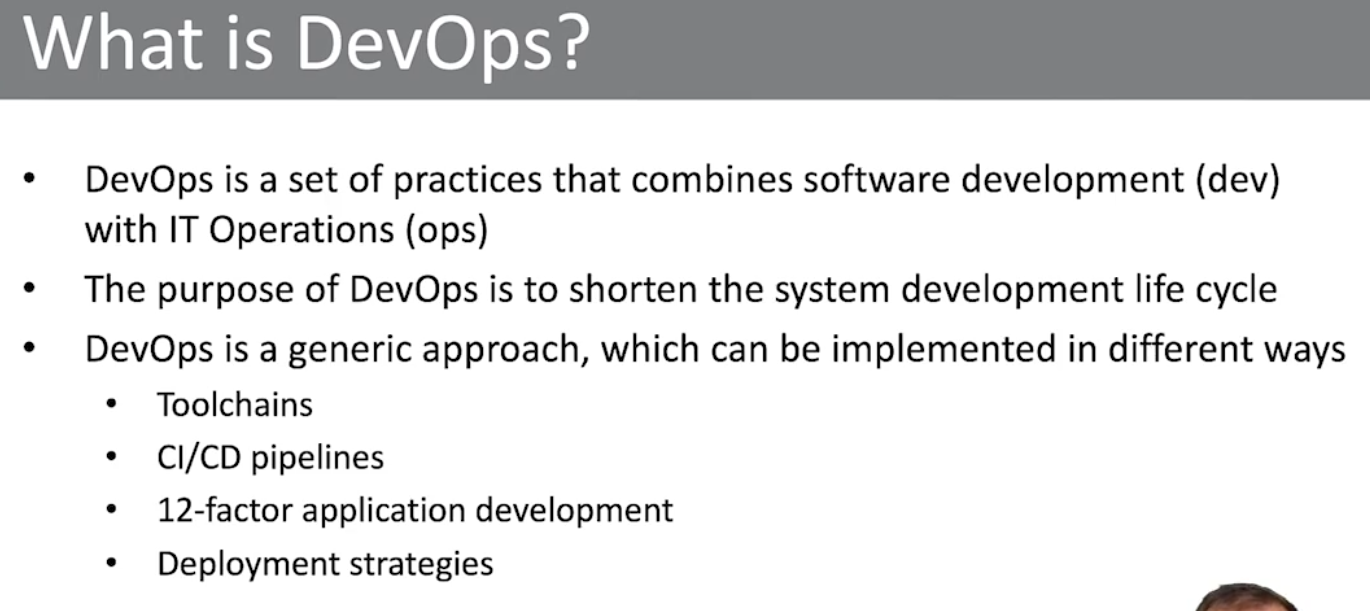 What is DevOps?
• DevOps is a set of practices that combines software development (dev)
with IT Operations (ops)
• The purpose of DevOps is to shorten the system development life cycle
• DevOps is a generic approach, which can be implemented in different ways
• Toolchains
• CI/CD pipelines
• 12-factor application development
• Deployment strategies